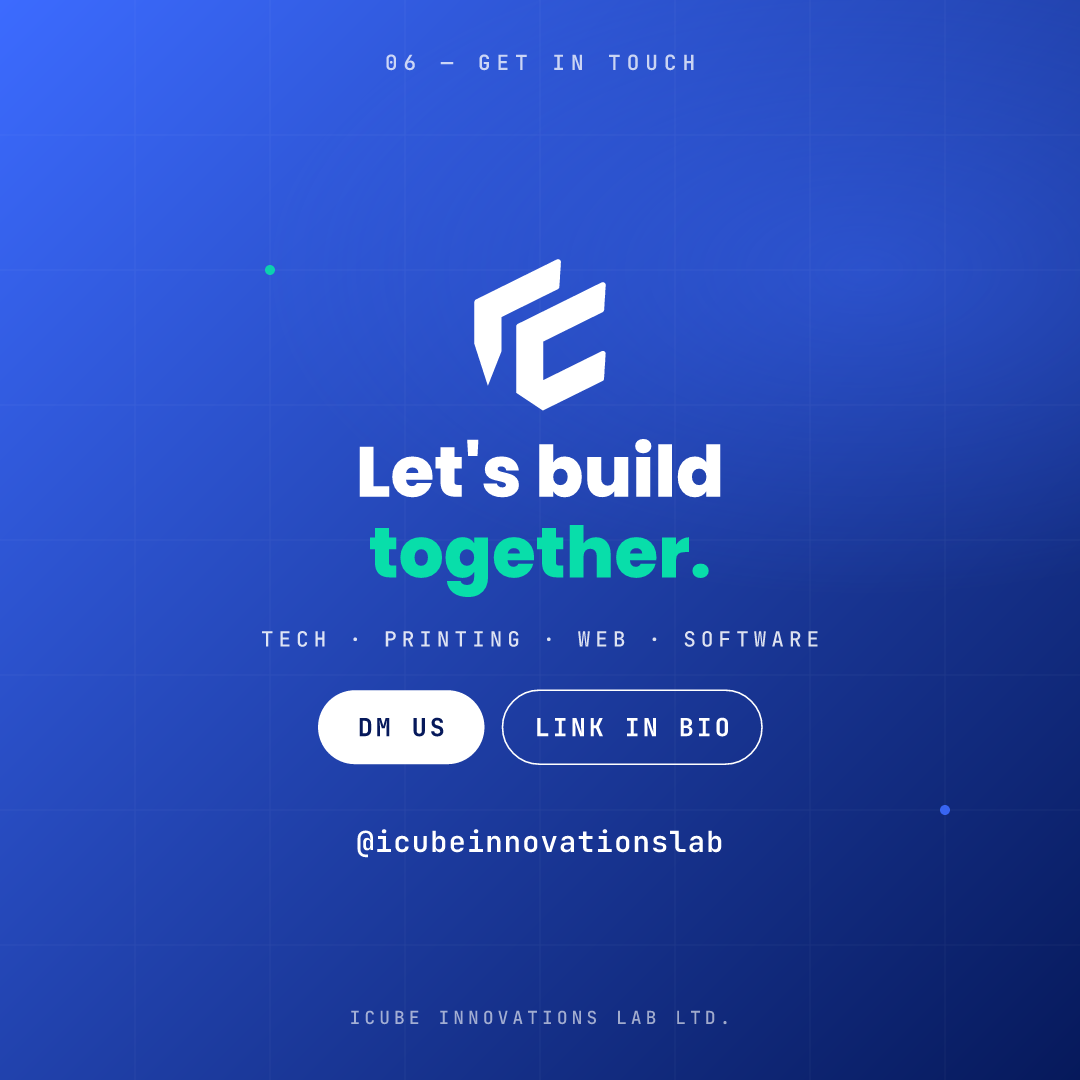 06 — GET IN TOUCH
Let's build
together.
TECH · PRINTING · WEB · SOFTWARE
DM US
LINK IN BIO
@icubeinnovationslab
ICUBE INNOVATIONS LAB LTD.